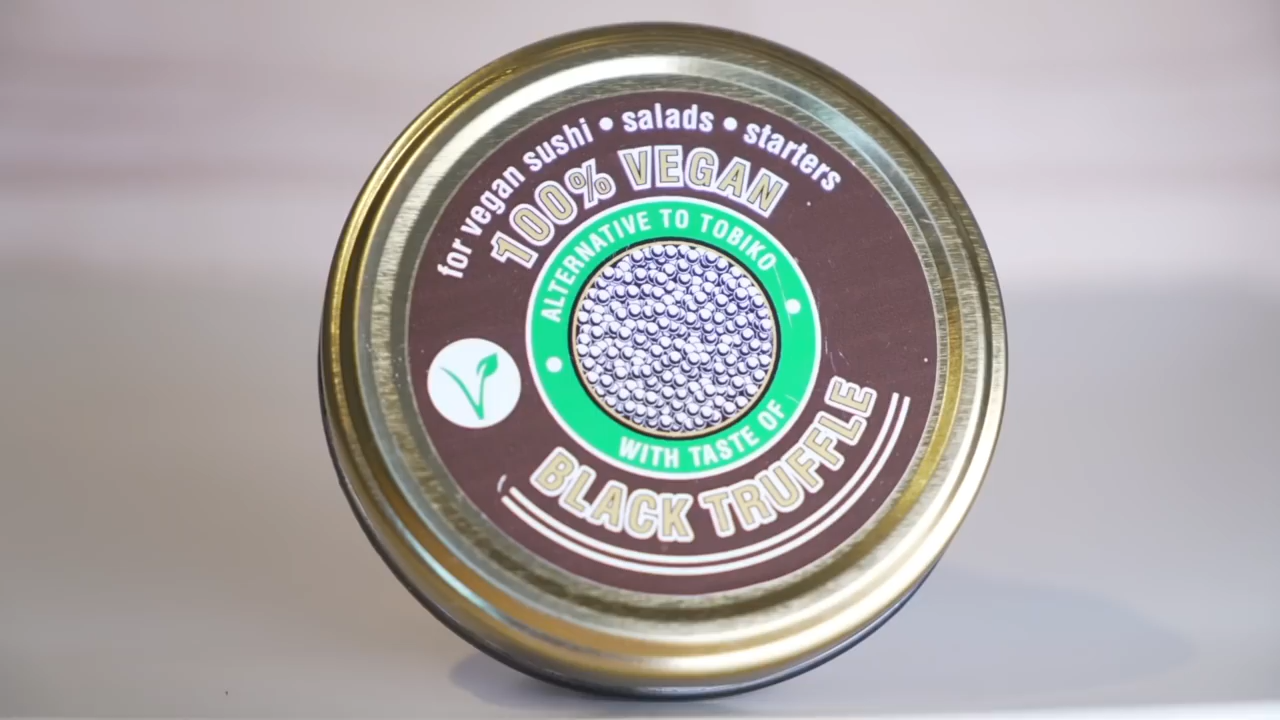 for vegan sushi • salads • starters
100% VEGAN
ALTERNATIVE TO TOBIKO
WITH TASTE OF
BLACK TRUFFLE